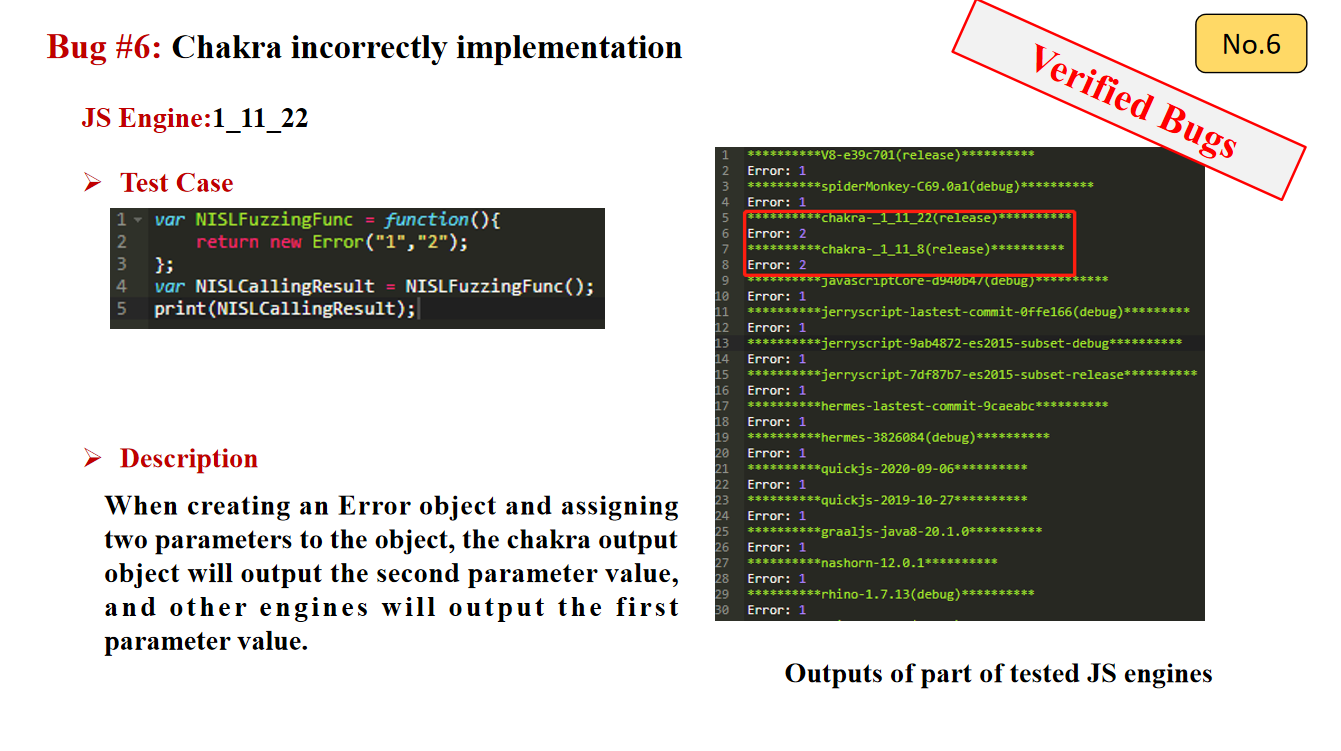 Bug #6: Chakra incorrectly implementation
No.6
Verified Bugs
JS Engine:1_11_22
➢ Test Case
1 var NISLFuzzingFunc = function(){
2 return new Error("1","2");
3 };
4 var NISLCallingResult = NISLFuzzingFunc();
5 print(NISLCallingResult);
➢ Description
When creating an Error object and assigning
two parameters to the object, the chakra output
object will output the second parameter value,
and other engines will output the first
parameter value.
1 **********V8-e39c701(release)**********
2 Error: 1
3 **********spiderMonkey-C69.0a1(debug)**********
4 Error: 1
5 **********chakra-_1_11_22(release)**********
6 Error: 2
7 **********chakra-_1_11_8(release)**********
8 Error: 2
9 **********javascriptCore-d940b47(debug)**********
10 Error: 1
11 **********jerryscript-lastest-commit-0ffe166(debug)*********
12 Error: 1
13 **********jerryscript-9ab4872-es2015-subset-debug**********
14 Error: 1
15 **********jerryscript-7df87b7-es2015-subset-release**********
16 Error: 1
17 **********hermes-lastest-commit-9caeabc**********
18 Error: 1
19 **********hermes-3826084(debug)**********
20 Error: 1
21 **********quickjs-2020-09-06**********
22 Error: 1
23 **********quickjs-2019-10-27**********
24 Error: 1
25 **********graaljs-java8-20.1.0**********
26 Error: 1
27 **********nashorn-12.0.1**********
28 Error: 1
29 **********rhino-1.7.13(debug)**********
30 Error: 1
Outputs of part of tested JS engines